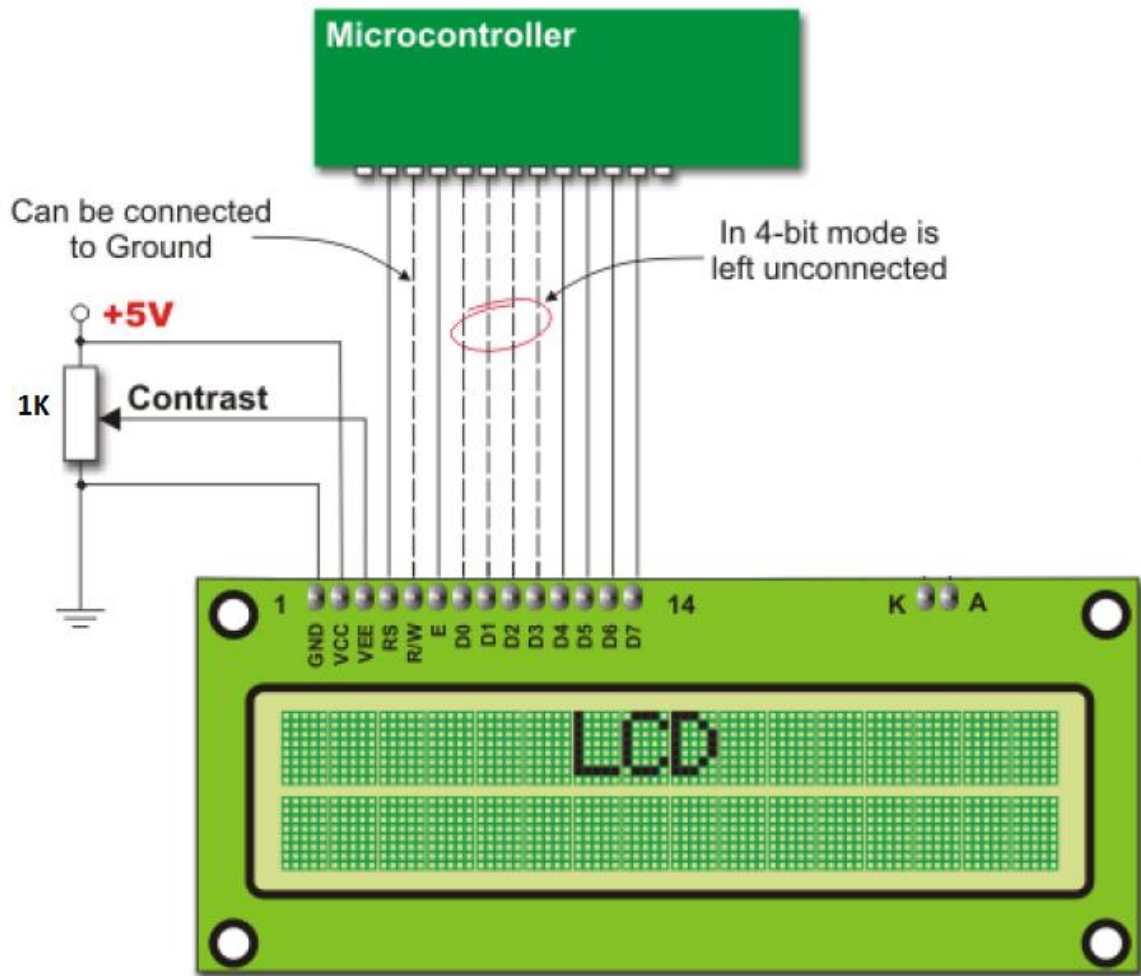 Microcontroller
Can be connected
to Ground
In 4-bit mode is
left unconnected
+5V
1K
Contrast
1
14
K
A
GND
VCC
VEE
RS
R/W
E
D0
D1
D2
D3
D4
D5
D6
D7
LCD